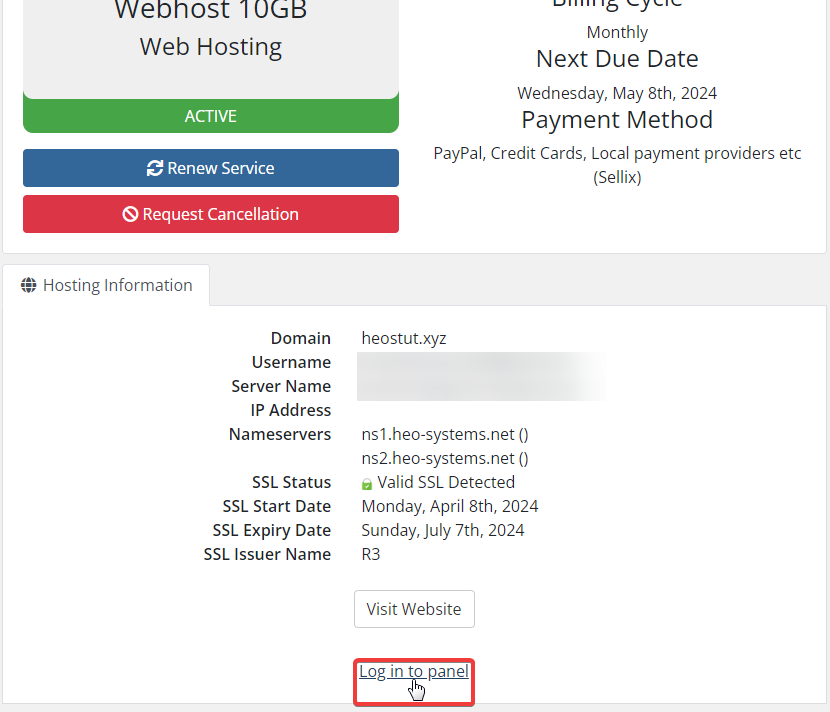 Webhost 10GB
Web Hosting
ACTIVE
Renew Service
Request Cancellation
Billing Cycle
Monthly
Next Due Date
Wednesday, May 8th, 2024
Payment Method
PayPal, Credit Cards, Local payment providers etc
(Sellix)
Hosting Information
Domain heostut.xyz
Username
Server Name
IP Address
Nameservers ns1.heo-systems.net ()
ns2.heo-systems.net ()
SSL Status Valid SSL Detected
SSL Start Date Monday, April 8th, 2024
SSL Expiry Date Sunday, July 7th, 2024
SSL Issuer Name R3
Visit Website
Log in to panel